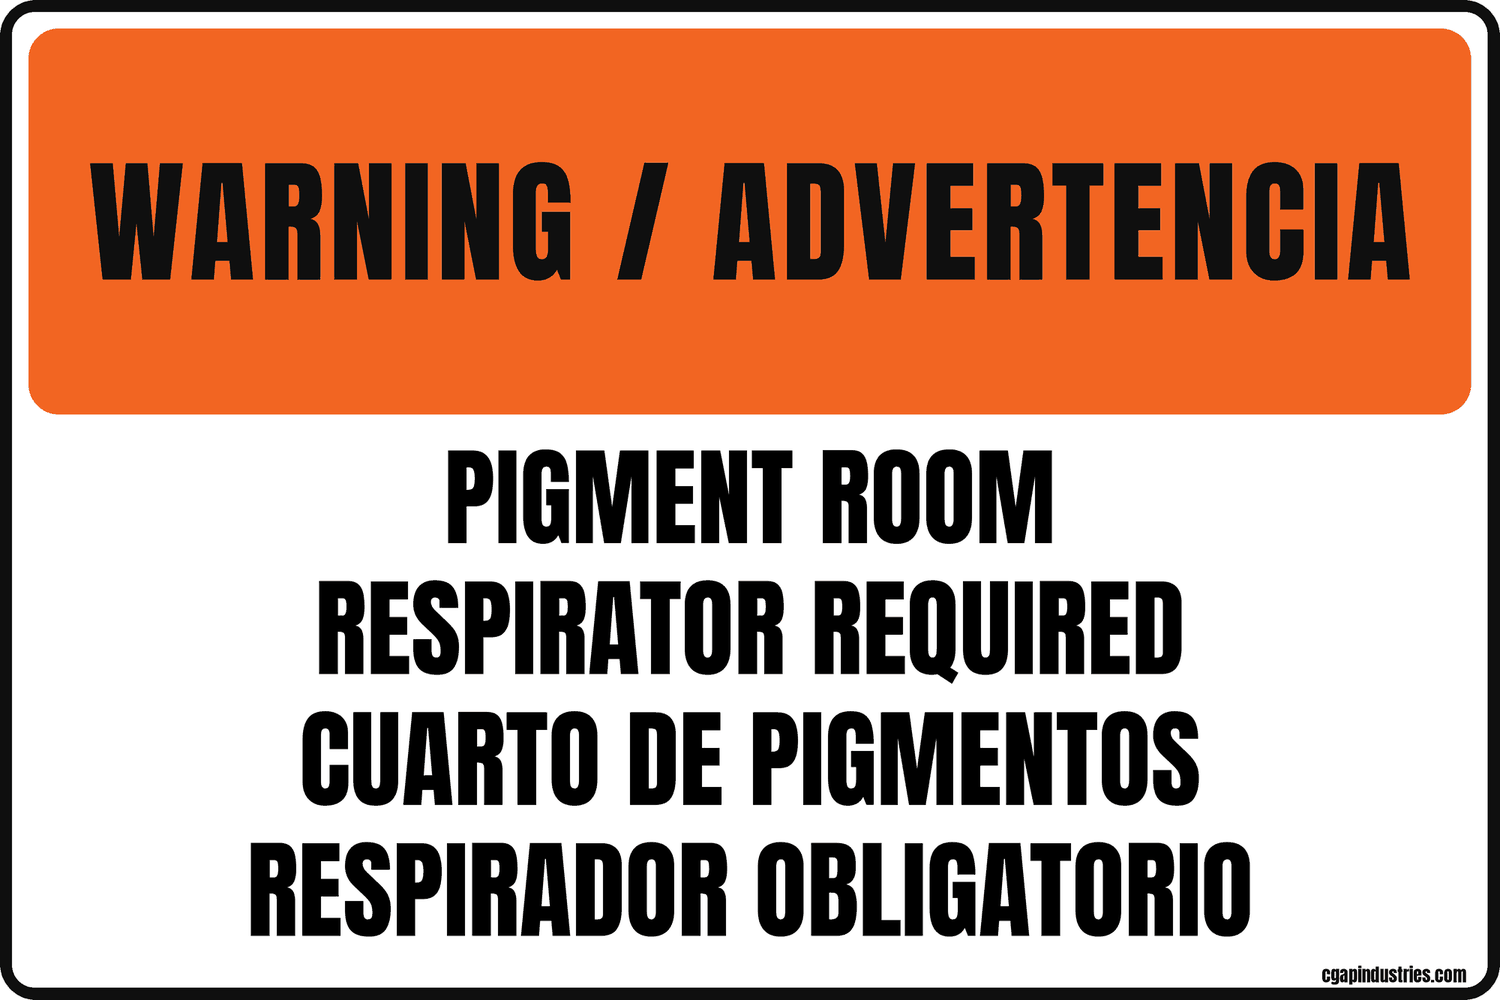 WARNING / ADVERTENCIA
PIGMENT ROOM
RESPIRATOR REQUIRED
CUARTO DE PIGMENTOS
RESPIRADOR OBLIGATORIO
cgapindustries.com